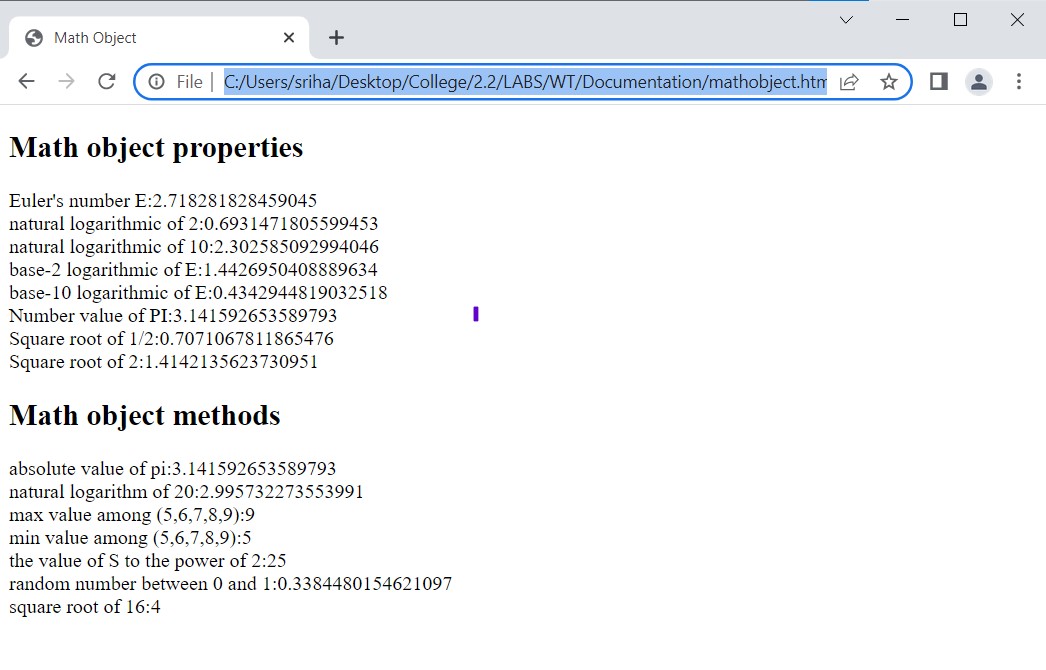 Math Object
File | C:/Users/sriha/Desktop/College/2.2/LABS/WT/Documentation/mathobject.htm
Math object properties
Euler's number E:2.718281828459045
natural logarithmic of 2:0.6931471805599453
natural logarithmic of 10:2.302585092994046
base-2 logarithmic of E:1.4426950408889634
base-10 logarithmic of E:0.4342944819032518
Number value of PI:3.141592653589793
Square root of 1/2:0.7071067811865476
Square root of 2:1.4142135623730951
Math object methods
absolute value of pi:3.141592653589793
natural logarithm of 20:2.995732273553991
max value among (5,6,7,8,9):9
min value among (5,6,7,8,9):5
the value of S to the power of 2:25
random number between 0 and 1:0.3384480154621097
square root of 16:4